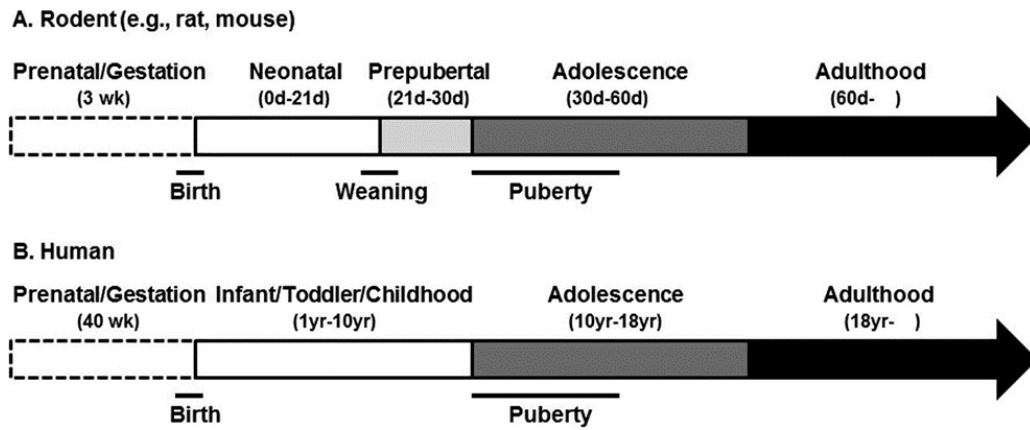 A. Rodent (e.g., rat, mouse)
Prenatal/Gestation Neonatal Prepubertal Adolescence Adulthood
(3 wk) (0d-21d) (21d-30d) (30d-60d) (60d- )
Birth Weaning Puberty
B. Human
Prenatal/Gestation Infant/Toddler/Childhood Adolescence Adulthood
(40 wk) (1yr-10yr) (10yr-18yr) (18yr- )
Birth Puberty